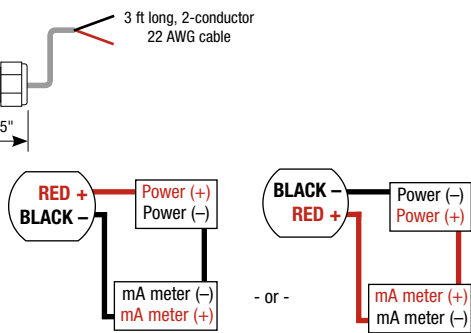 3 ft long, 2-conductor
22 AWG cable
5"
RED +
BLACK –
Power (+)
Power (–)
mA meter (–)
mA meter (+)
- or -
BLACK –
RED +
Power (–)
Power (+)
mA meter (+)
mA meter (–)